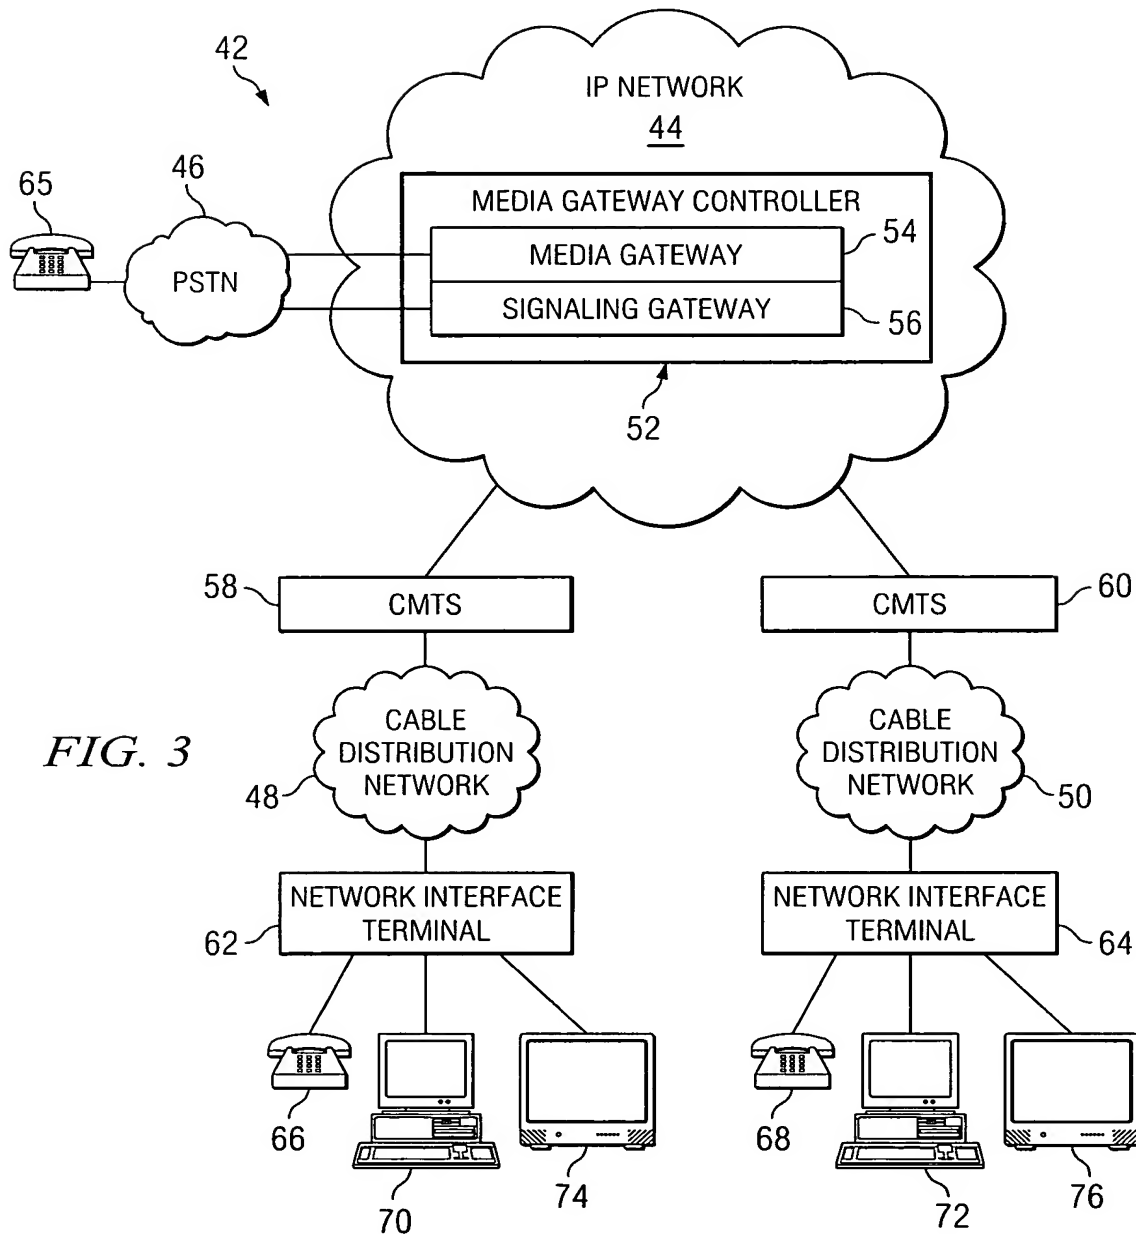 42
IP NETWORK
44
65
46
PSTN
MEDIA GATEWAY CONTROLLER
MEDIA GATEWAY
54
SIGNALING GATEWAY
56
52
58
CMTS
CMTS
60
FIG. 3
CABLE
DISTRIBUTION
NETWORK
48
CABLE
DISTRIBUTION
NETWORK
50
NETWORK INTERFACE
TERMINAL
62
NETWORK INTERFACE
TERMINAL
64
66
70
74
68
72
76